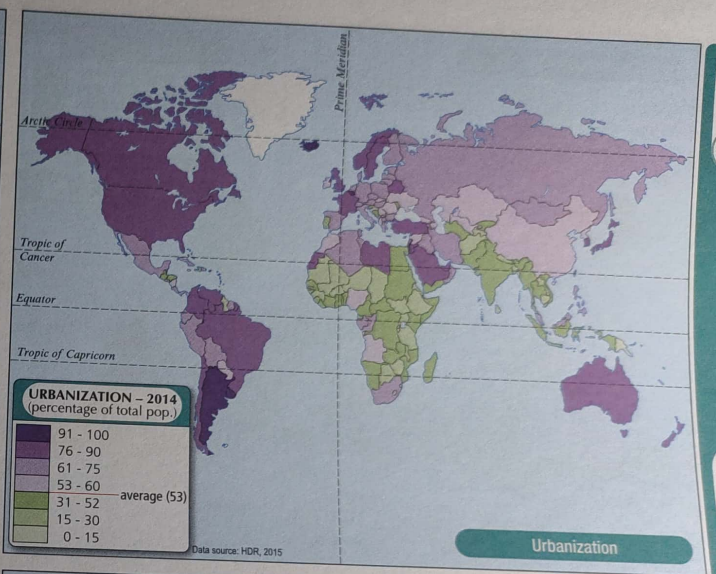 Prime Meridian
Arctic Circle
Tropic of
Cancer
Equator
Tropic of Capricorn
URBANIZATION – 2014
(percentage of total pop.)
91 - 100
76 - 90
61 - 75
53 - 60
average (53)
31 - 52
15 - 30
0 - 15
Data source: HDR, 2015
Urbanization